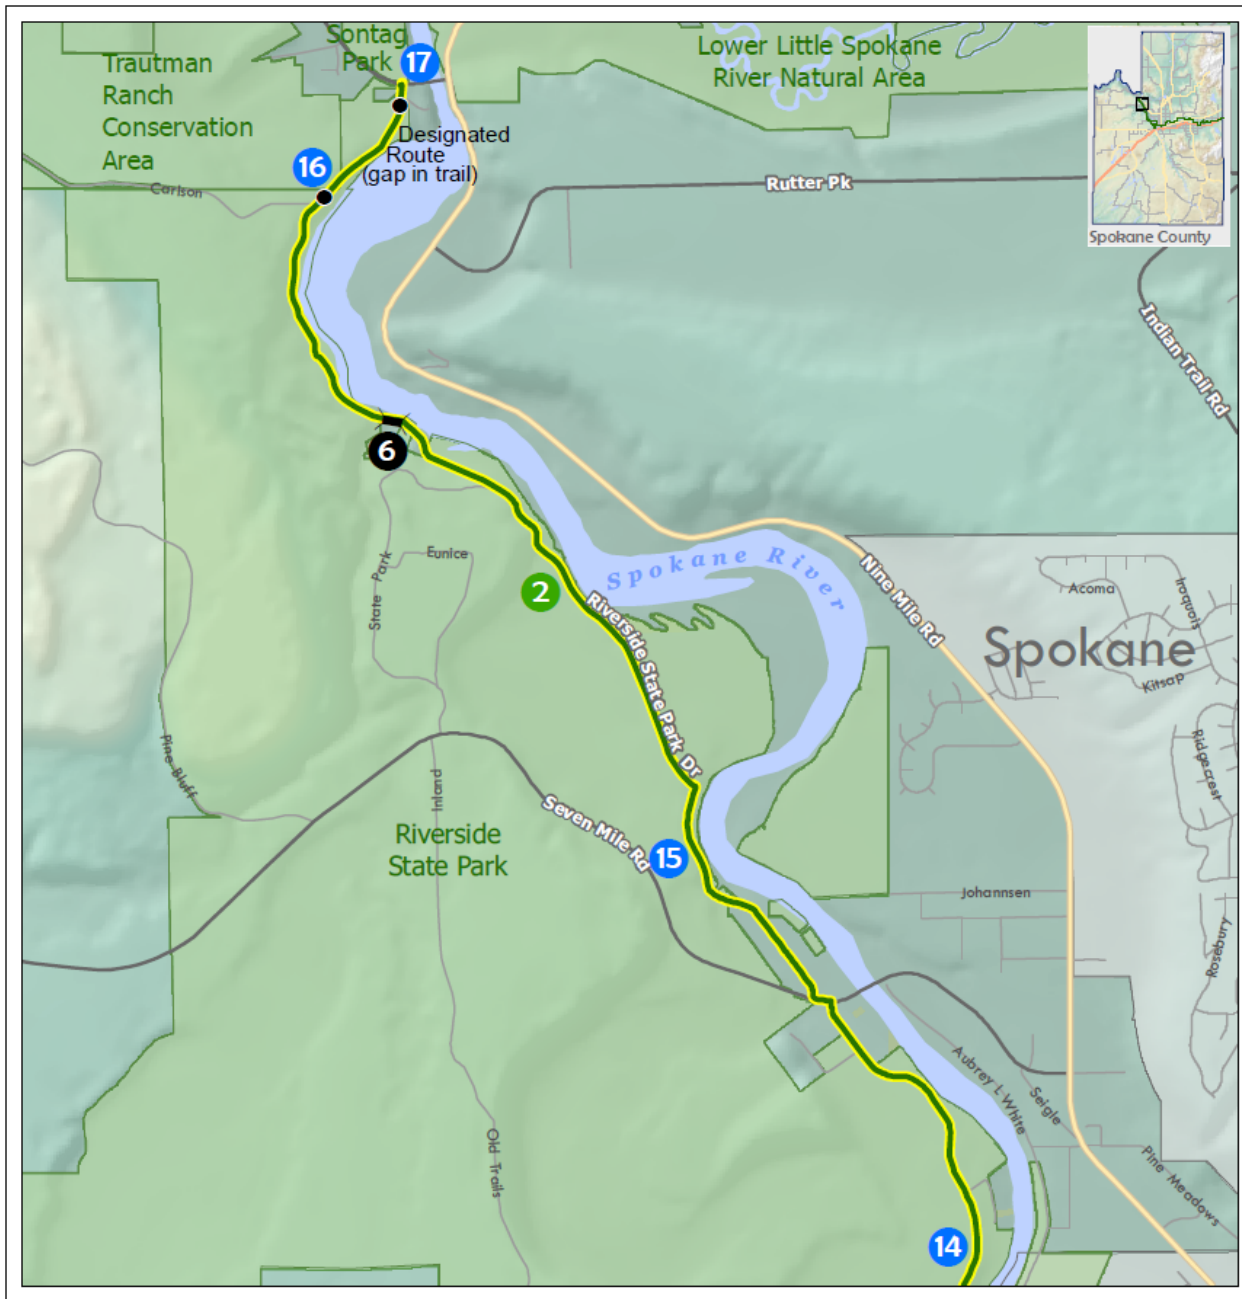 Sontag
Park
17
Trautman
Ranch
Conservation
Area
Lower Little Spokane
River Natural Area
Designated
Route
(gap in trail)
16
Carlson
Rutter Pk
Spokane County
Indian Trail Rd
6
State Park
Eunice
2
Spokane River
Riverside State Park Dr
Nine Mile Rd
Acoma
Iroquois
Spokane
Kitsap
Ridgecrest
Pine Bluff
Inland
Seven Mile Rd
Riverside
State Park
15
Johannsen
Rosebury
Aubrey L White
Seigle
Pine Meadows
Old Trails
14